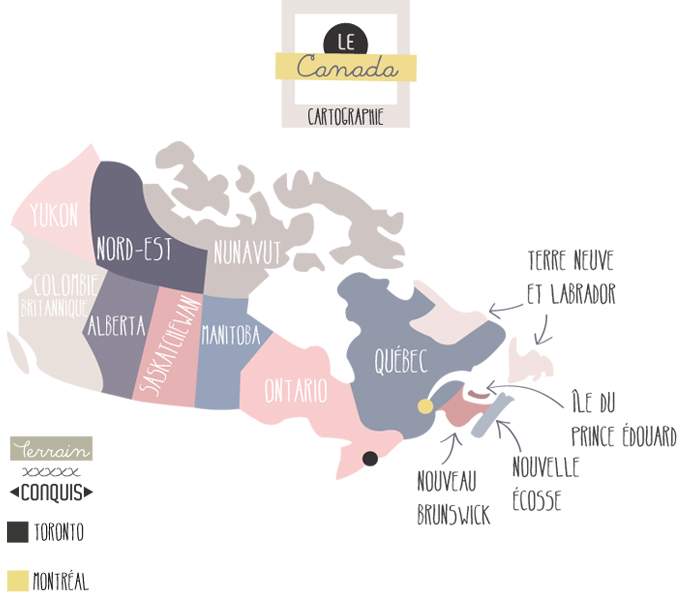 LE
Canada
CARTOGRAPHIE
YUKON
NORD-EST
NUNAVUT
COLOMBIE
BRITANNIQUE
ALBERTA
SASKATCHEWAN
MANITOBA
ONTARIO
QUÉBEC
TERRE NEUVE
ET LABRADOR
ÎLE DU
PRINCE ÉDOUARD
NOUVELLE
ÉCOSSE
NOUVEAU
BRUNSWICK
Terrain
xxxxx
CONQUIS
TORONTO
MONTRÉAL